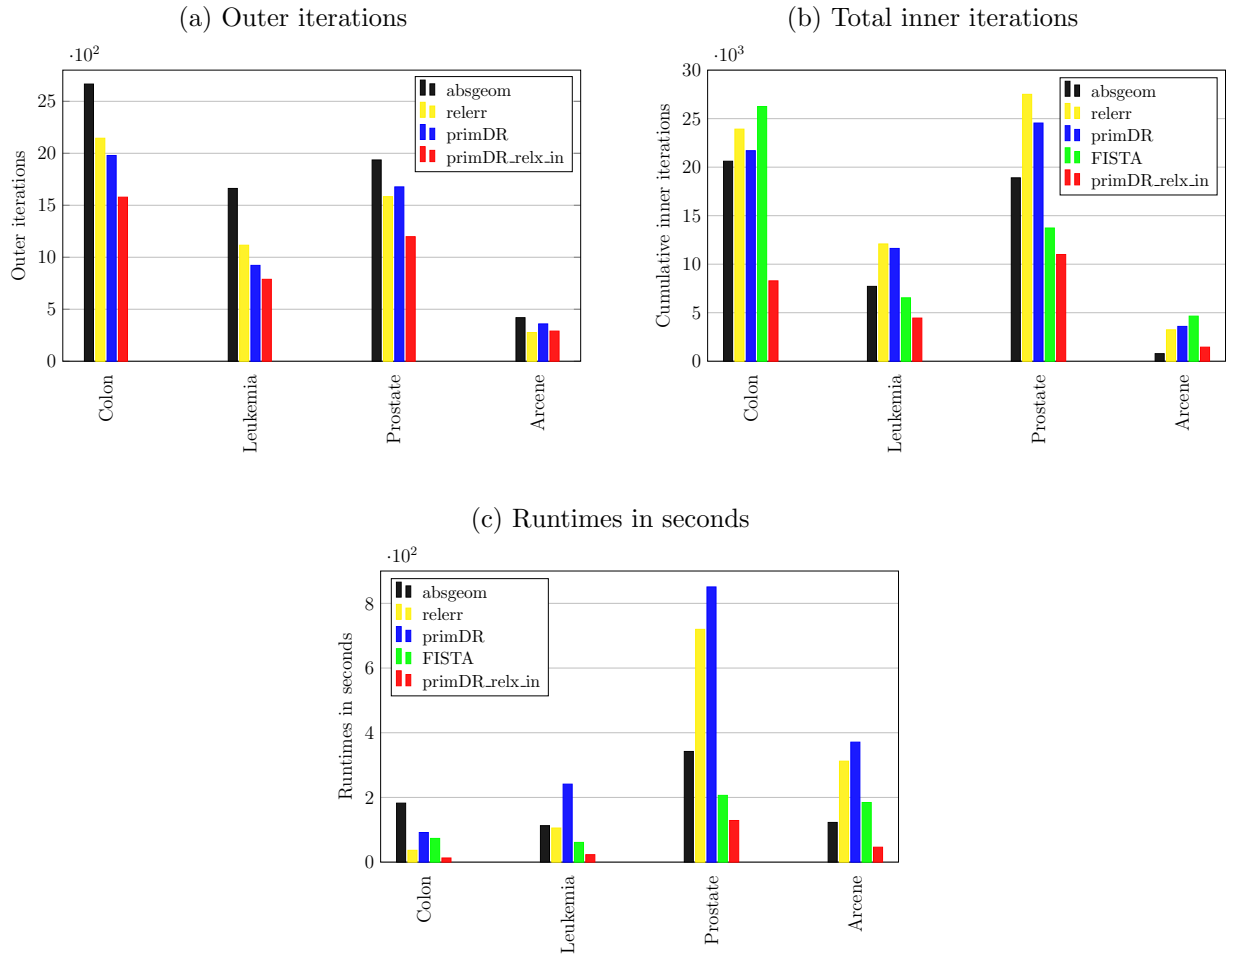 (a) Outer iterations
·10²
Outer iterations
25
20
15
10
5
0
absgeom
relerr
primDR
primDR_relx_in
Colon
Leukemia
Prostate
Arcene
(b) Total inner iterations
·10³
Cumulative inner iterations
30
25
20
15
10
5
0
absgeom
relerr
primDR
FISTA
primDR_relx_in
Colon
Leukemia
Prostate
Arcene
(c) Runtimes in seconds
·10²
Runtimes in seconds
8
6
4
2
0
absgeom
relerr
primDR
FISTA
primDR_relx_in
Colon
Leukemia
Prostate
Arcene